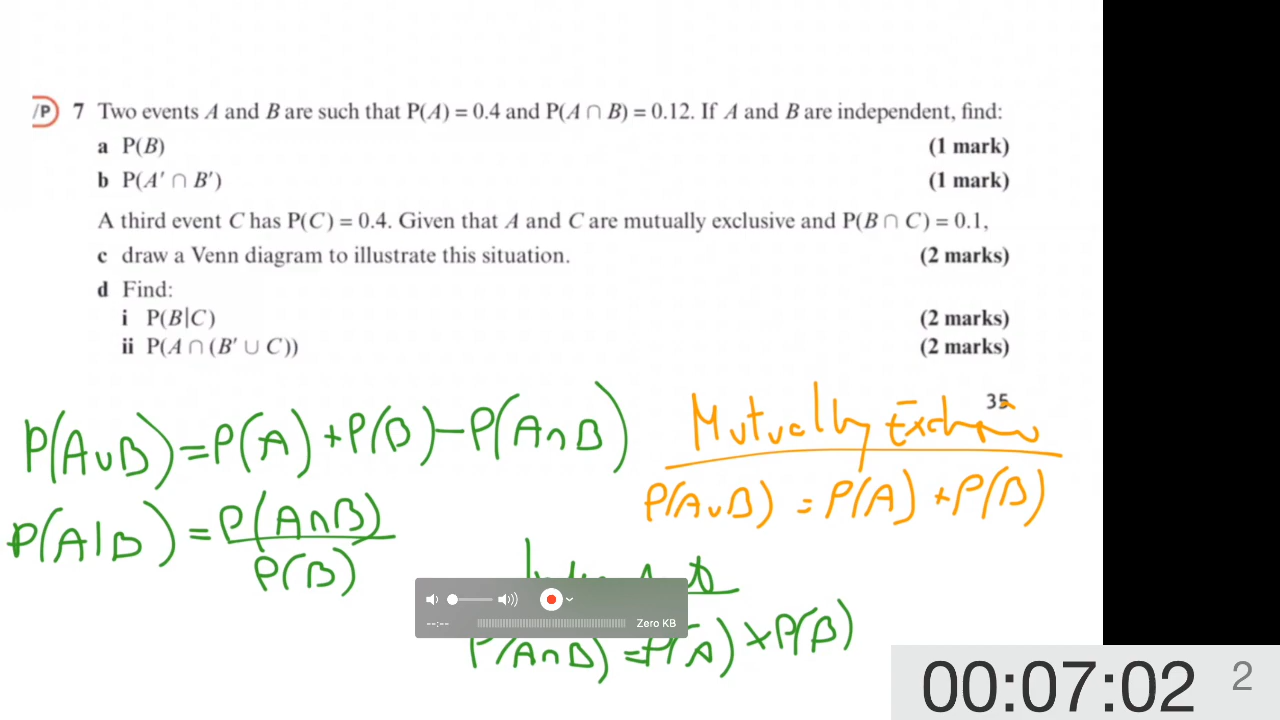 /P 7 Two events A and B are such that P(A) = 0.4 and P(A ∩ B) = 0.12. If A and B are independent, find:
a P(B) (1 mark)
b P(A′ ∩ B′) (1 mark)
A third event C has P(C) = 0.4. Given that A and C are mutually exclusive and P(B ∩ C) = 0.1,
c draw a Venn diagram to illustrate this situation. (2 marks)
d Find:
i P(B|C) (2 marks)
ii P(A ∩ (B′ ∪ C)) (2 marks)
35
P(A∪B) = P(A) + P(B) − P(A∩B)
Mutually
P(A∪B) = P(A) + P(B)
P(A|B) = P(A∩B)
P(B)
--:-- Zero KB
P(A∩B) = P(A) × P(B)
00:07:02 2